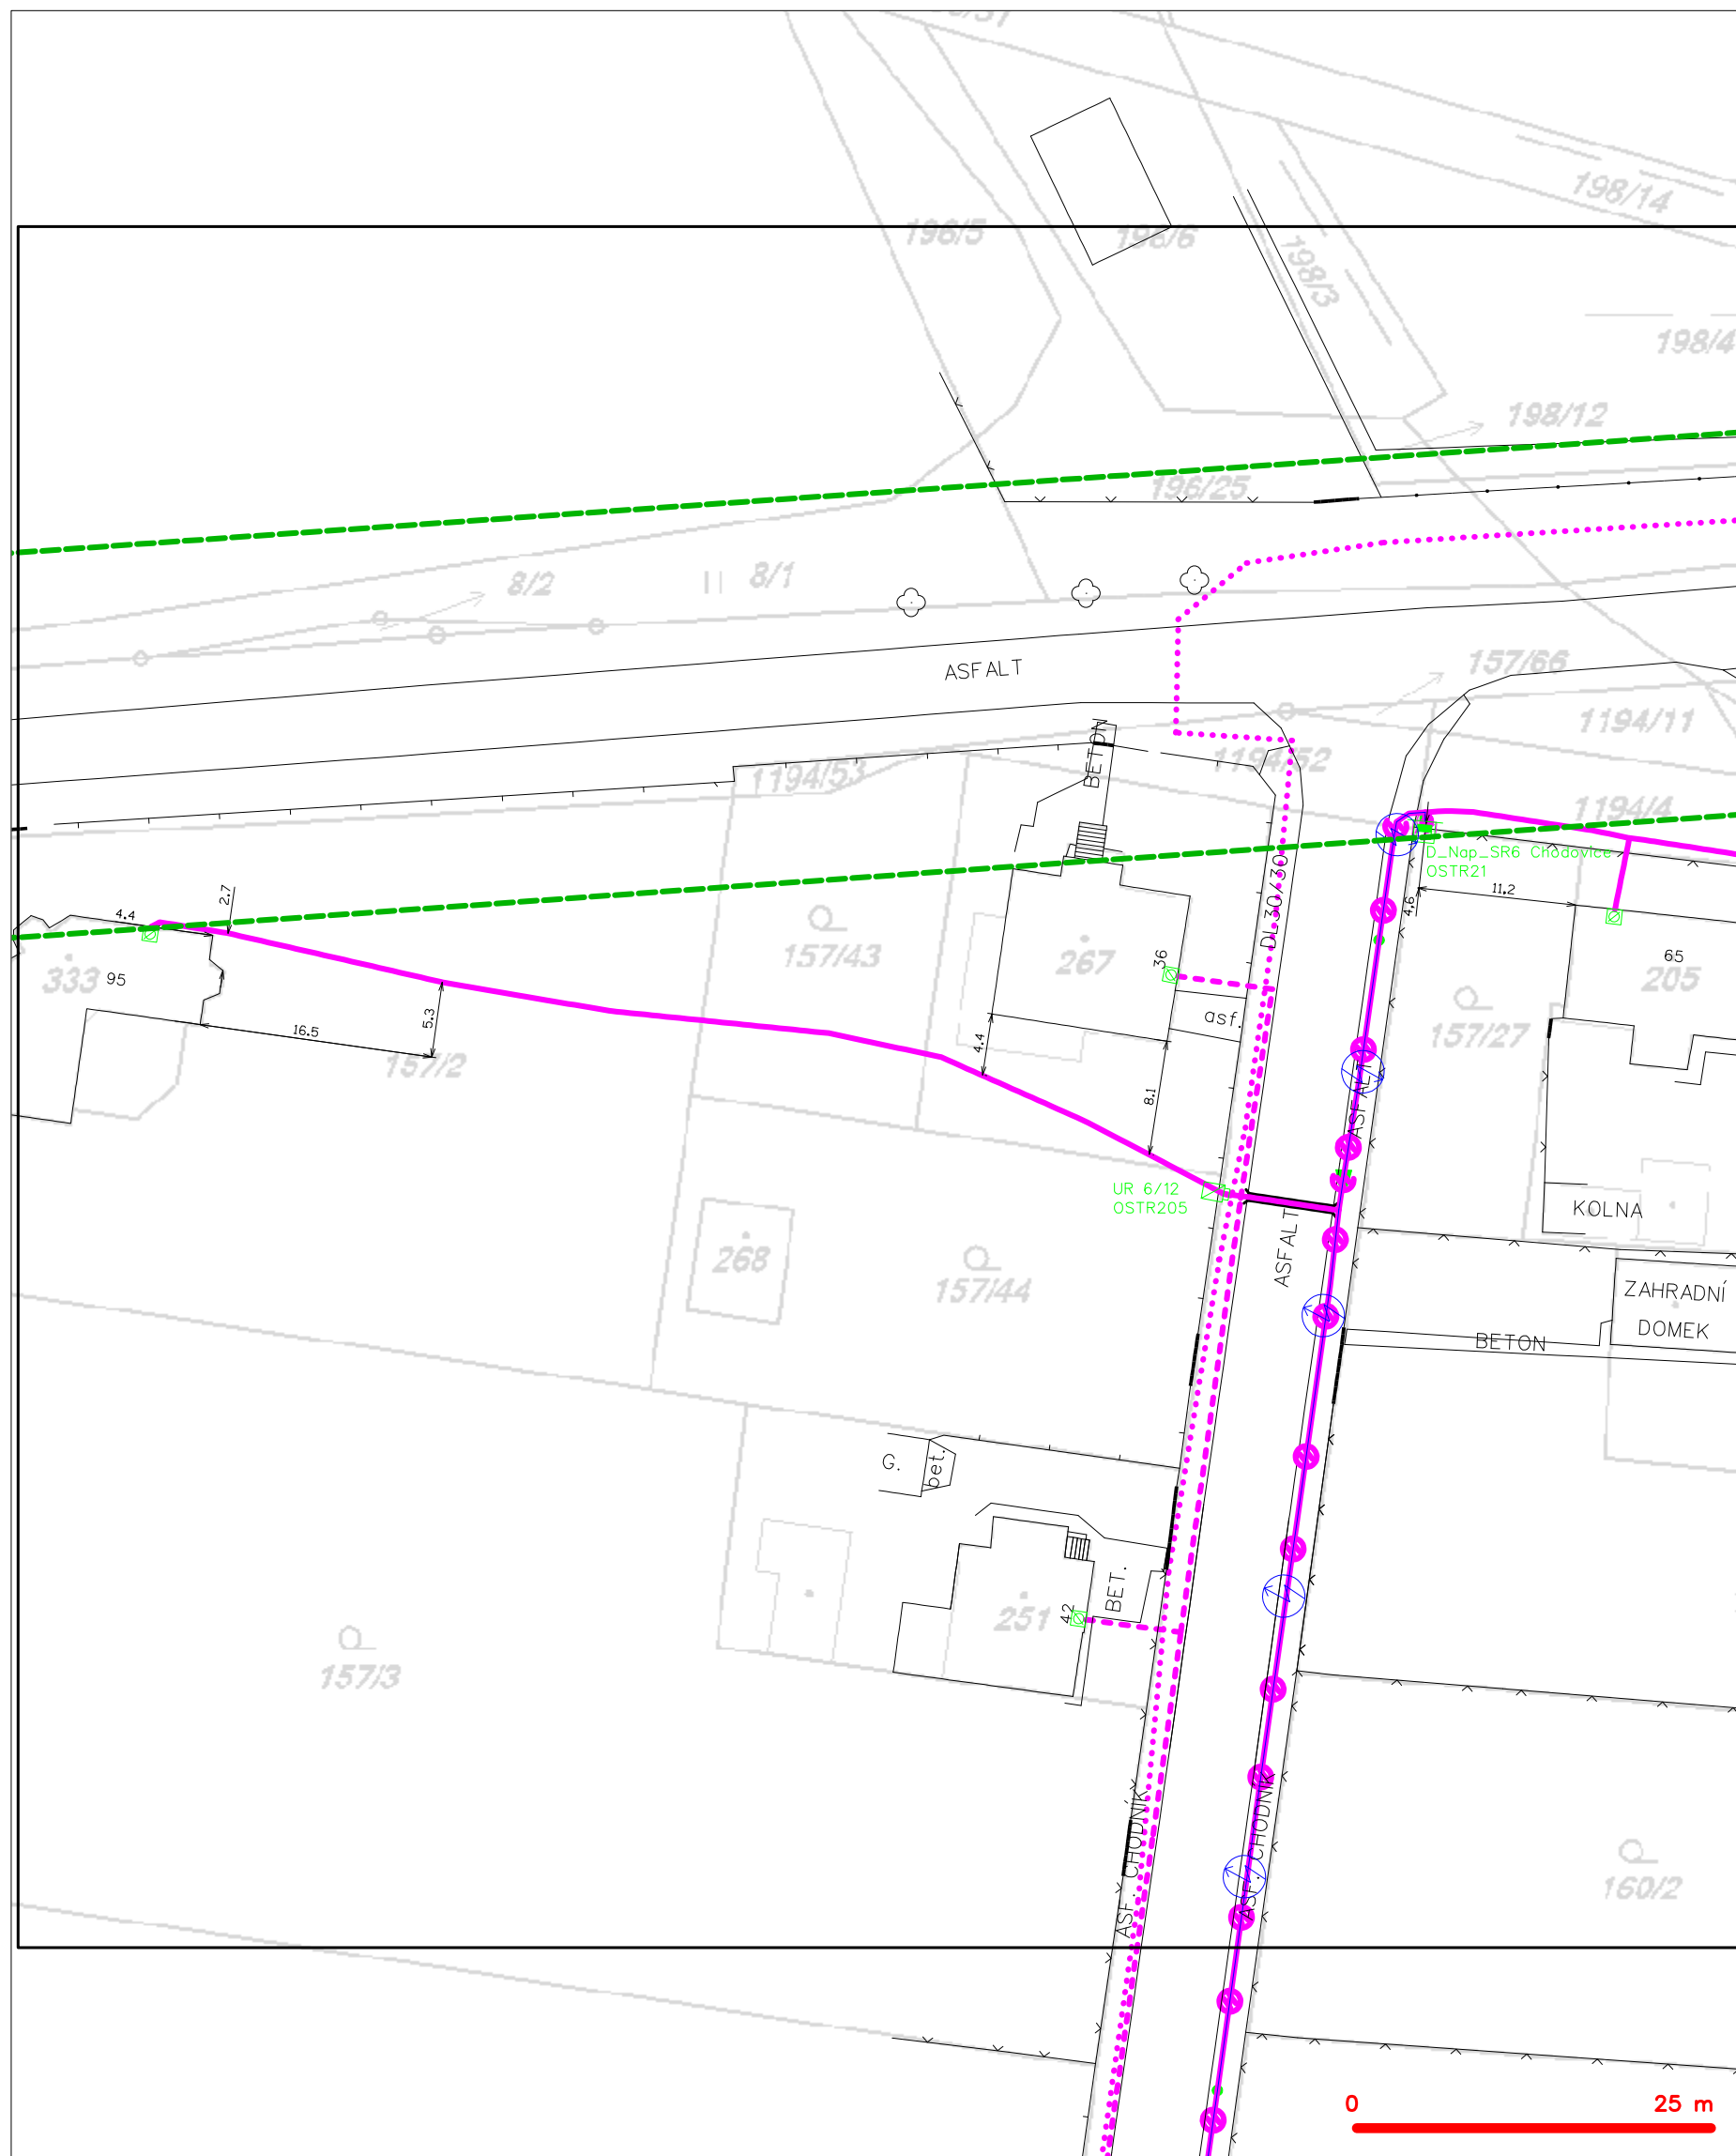 198/14
196/5
196/6
198/3
198/4
198/12
196/25
8/2
8/1
ASFALT
157/66
1194/11
1194/52
1194/53
BETON
1194/4
D_Nap_SR6 Chodovice
OSTR21
4.4
2.7
11.2
4.6
DL30/30
157/43
36
267
65
205
333
95
asf.
16.5
5.3
4.4
157/27
157/2
8.1
ASFALT
UR 6/12
OSTR205
KOLNA
ASFALT
268
157/44
ZAHRADNÍ
DOMEK
BETON
G.
bet.
BET.
42
251
157/3
ASF. CHODNÍK
ASF. CHODNÍK
160/2
0
25 m